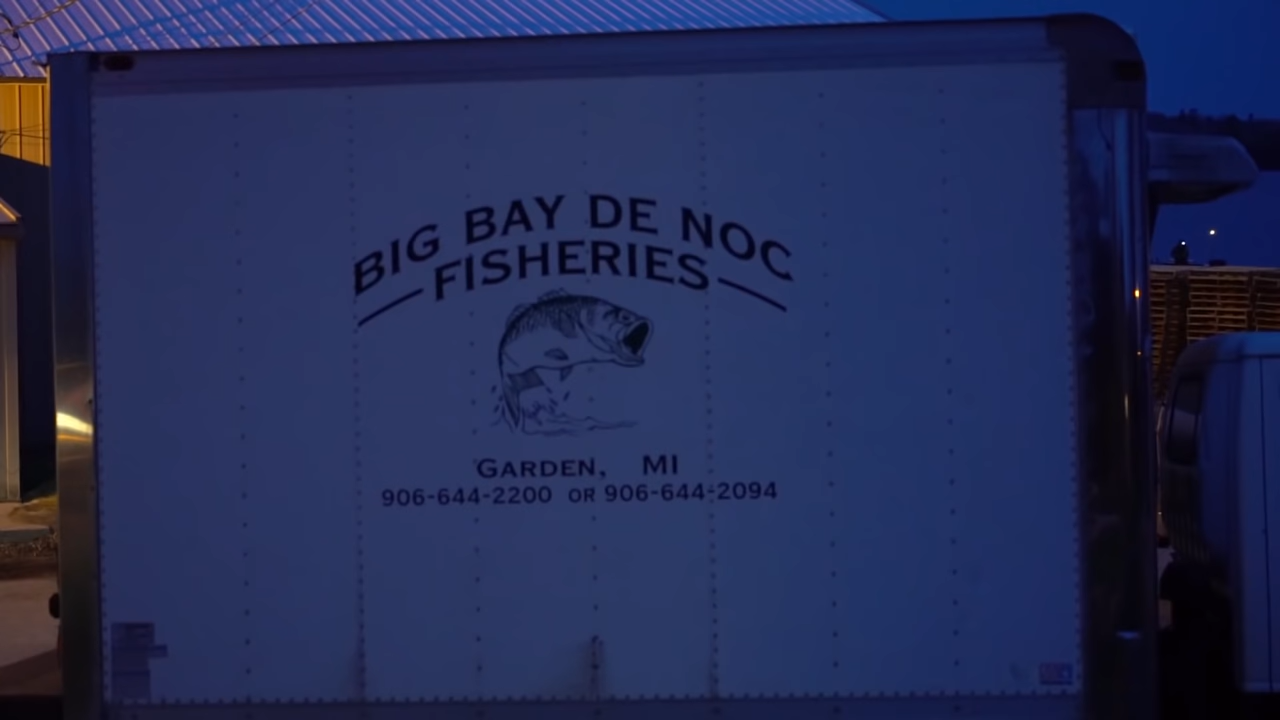 BIG BAY DE NOC
FISHERIES
GARDEN, MI
906-644-2200 OR 906-644-2094